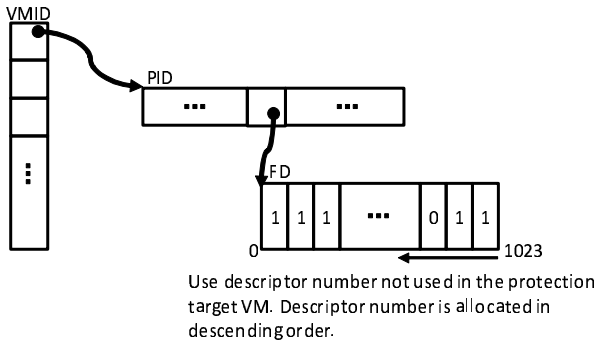 VMID
PID
... ...
FD
1 1 1 ... 0 1 1
...
0 1023
Use descriptor number not used in the protection
target VM. Descriptor number is allocated in
descending order.